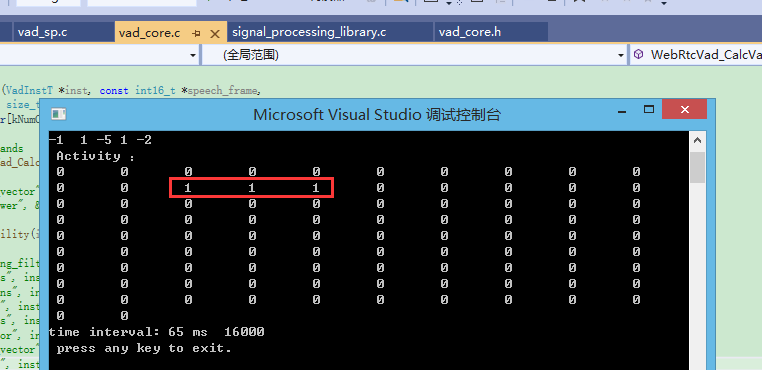 vad_sp.c vad_core.c signal_processing_library.c vad_core.h
(全局范围) WebRtcVad_CalcVa
(VadInstT *inst, const int16_t *speech_frame,
size_t
r[kNumC
Microsoft Visual Studio 调试控制台
ands
ad_Calc
vector"
wer", &
ility(i
ng_filt
s", ins
ns", in
", inst
s", ins
or", in
vector"
", inst
-1 1 -5 1 -2
Activity :
0 0 0 0 0 0 0 0 0 0
0 0 1 1 1 0 0 0 0 0
0 0 0 0 0 0 0 0 0 0
0 0 0 0 0 0 0 0 0 0
0 0 0 0 0 0 0 0 0 0
0 0 0 0 0 0 0 0 0 0
0 0 0 0 0 0 0 0 0 0
0 0 0 0 0 0 0 0 0 0
0 0 0 0 0 0 0 0 0 0
0 0
time interval: 65 ms 16000
press any key to exit.